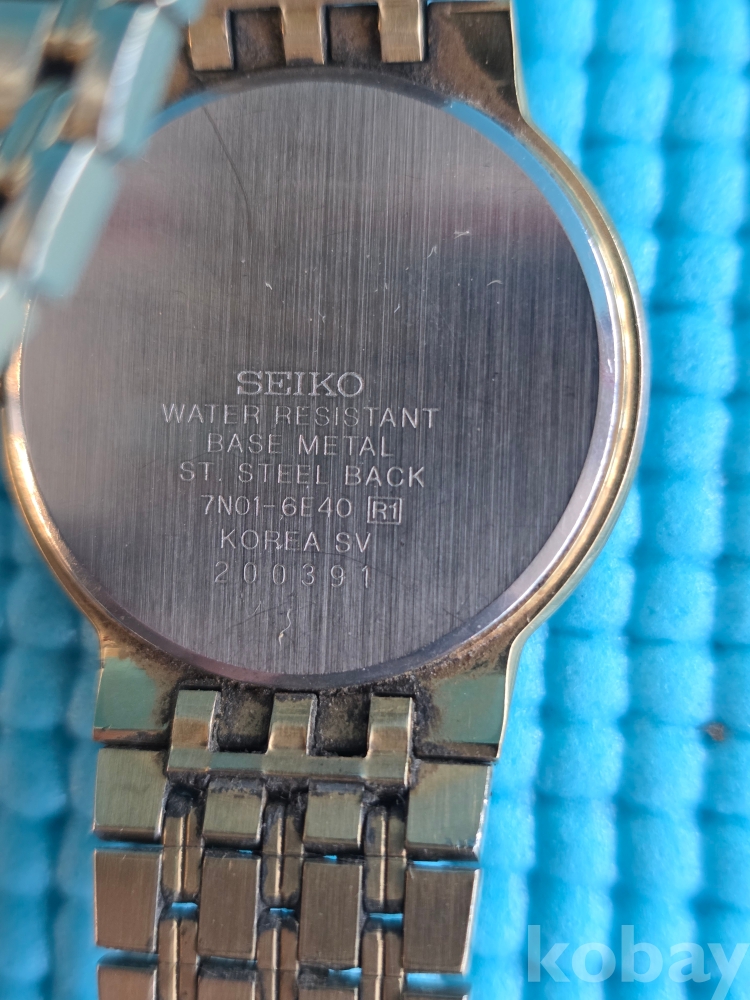 SEIKO
WATER RESISTANT
BASE METAL
ST. STEEL BACK
7N01-6E40 R1
KOREA SV
200391
kobay